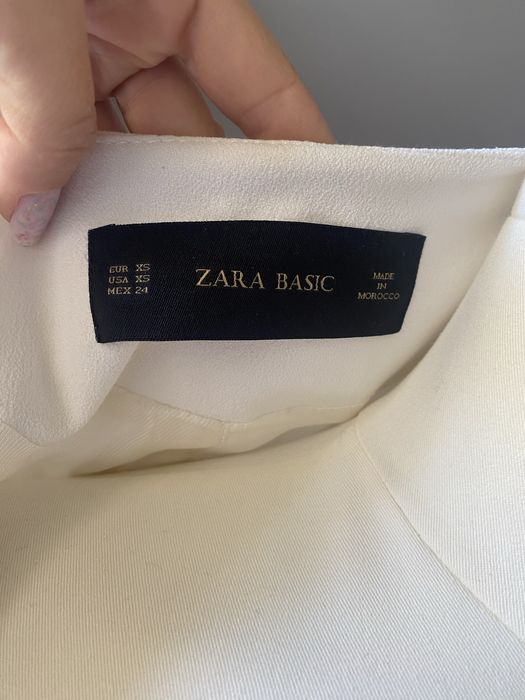 EUR XS
USA XS
MEX 24
ZARA BASIC
MADE
IN
MOROCCO